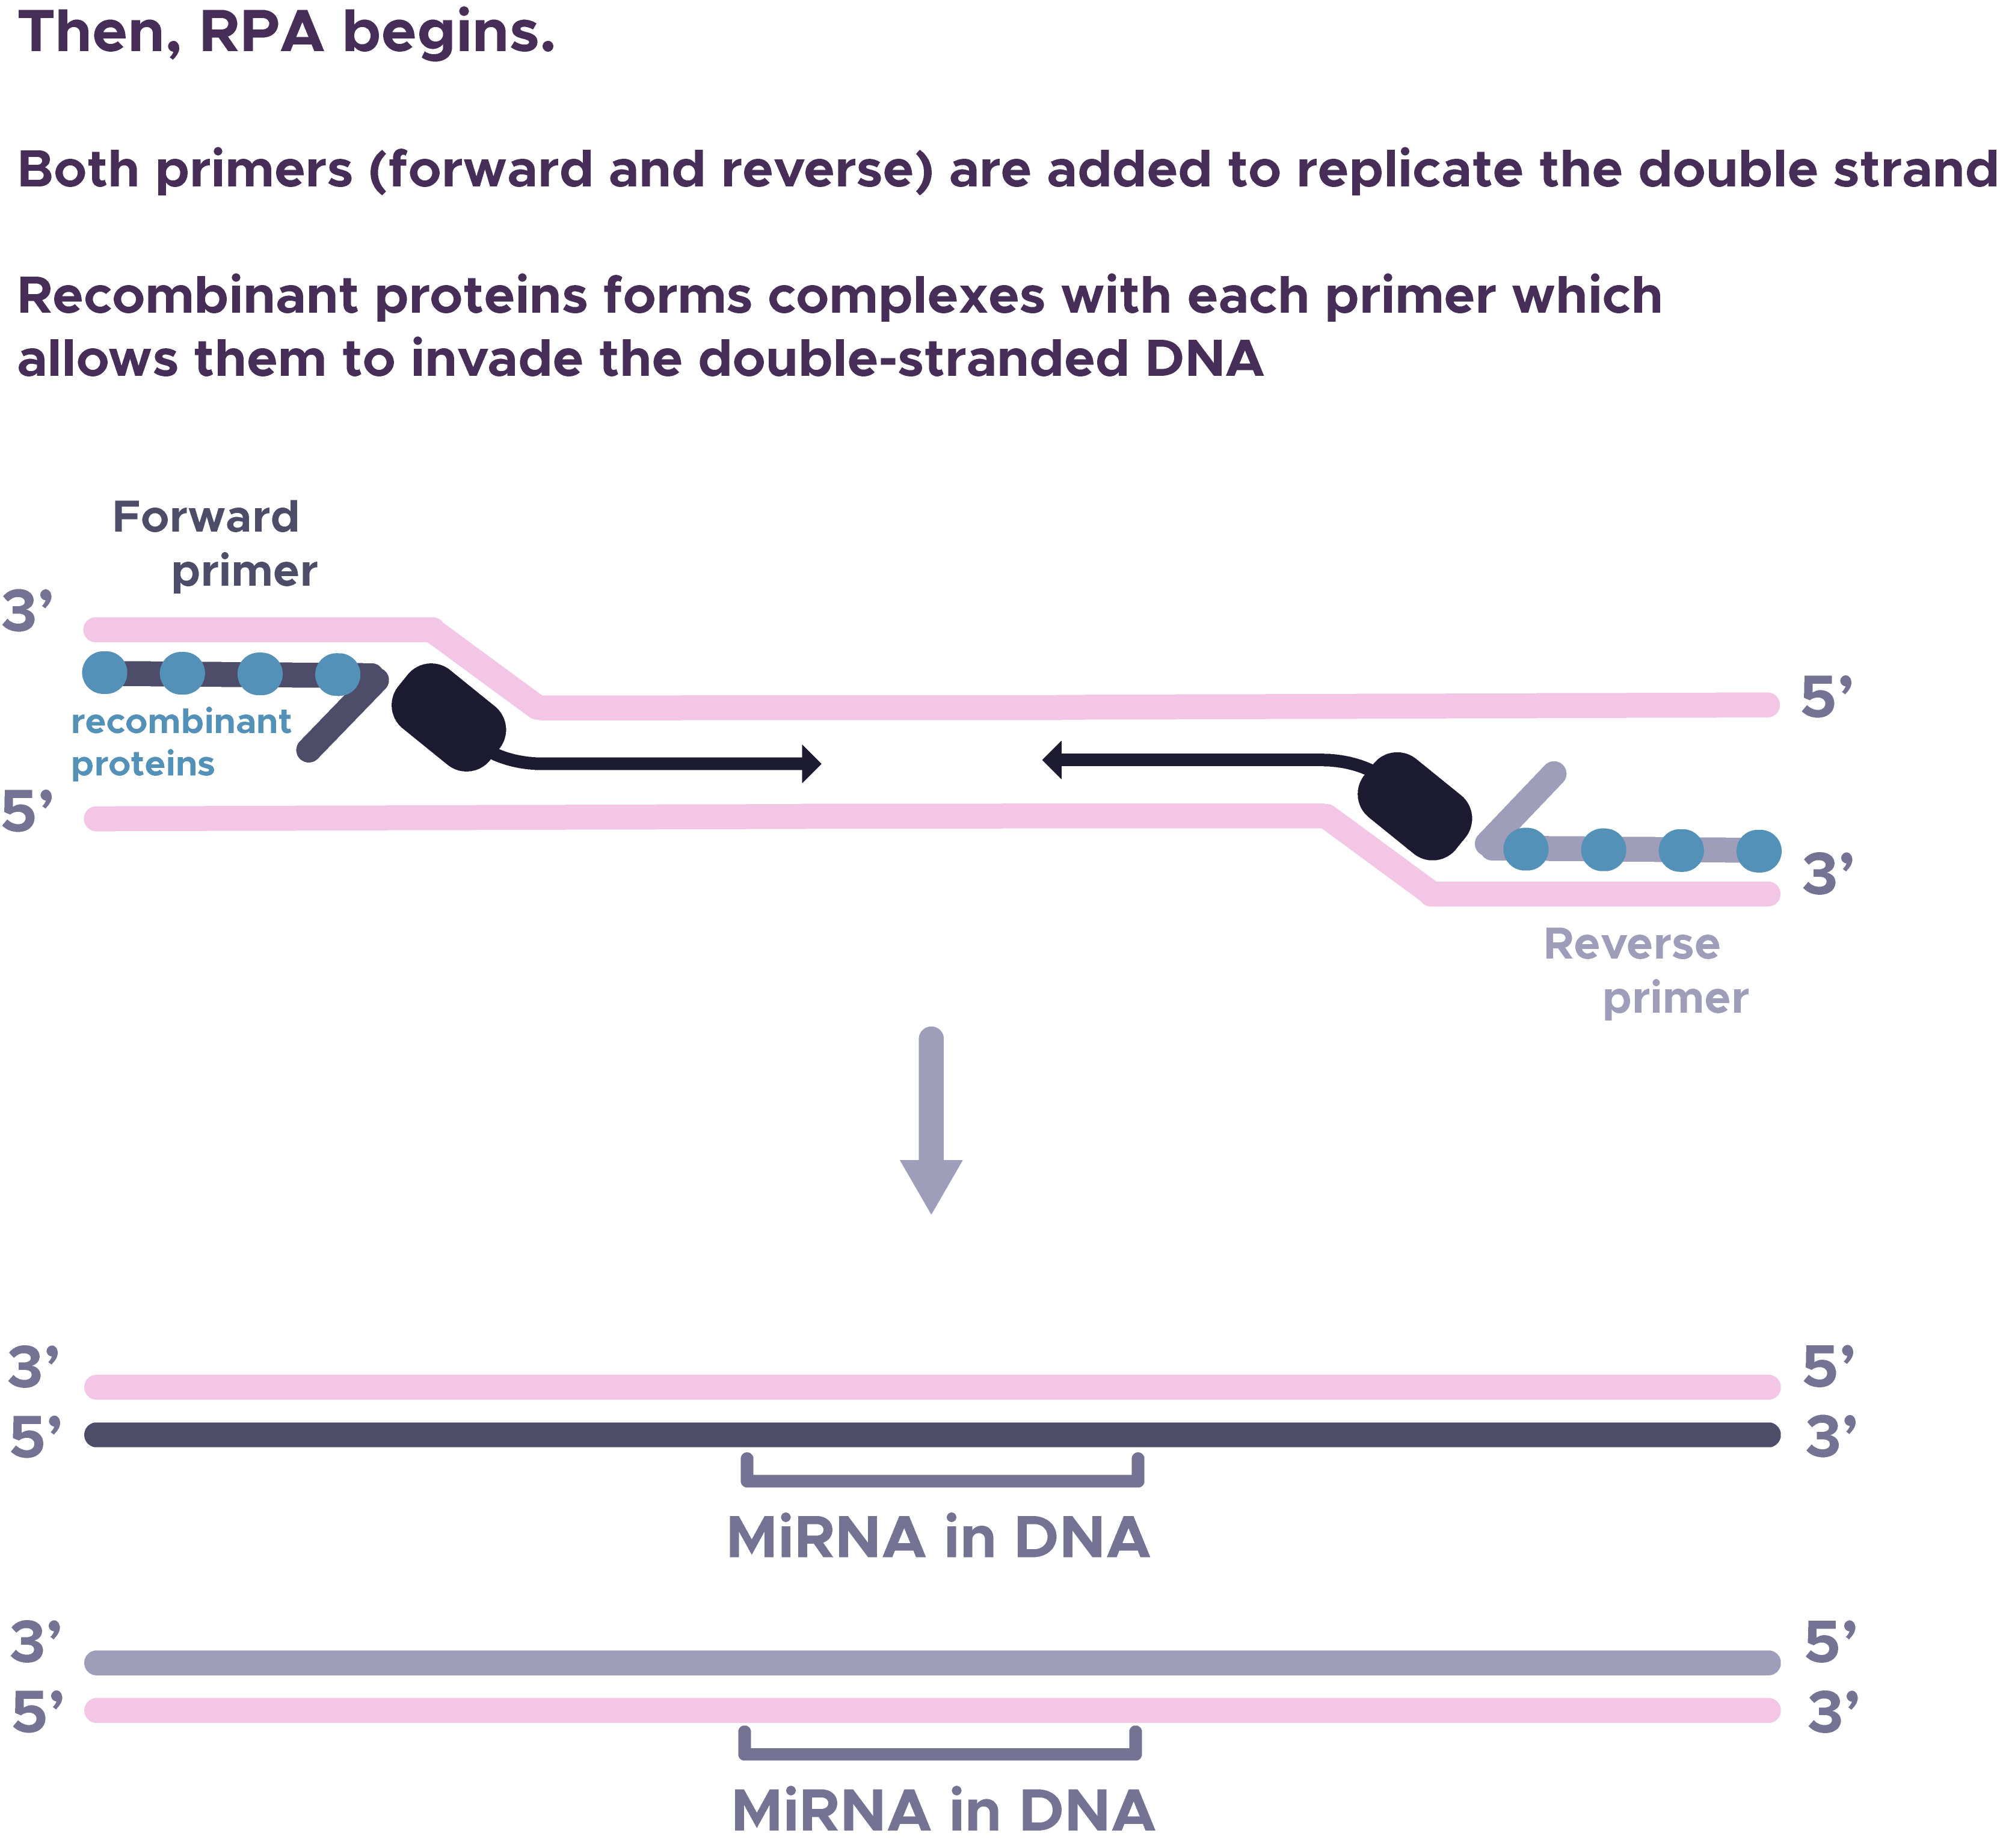 Then, RPA begins.
Both primers (forward and reverse) are added to replicate the double strand
Recombinant proteins forms complexes with each primer which
allows them to invade the double-stranded DNA
Forward
primer
3’
recombinant
proteins
5’
5’
3’
Reverse
primer
3’
5’
5’
3’
MiRNA in DNA
3’
5’
5’
3’
MiRNA in DNA